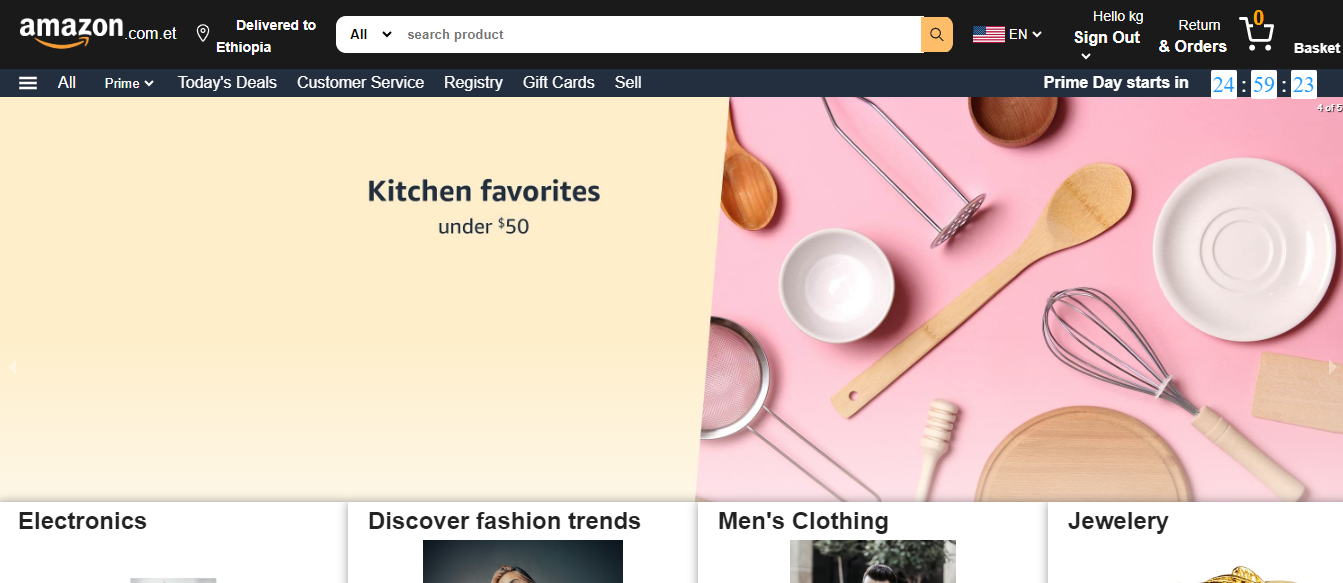 amazon.com.et
Delivered to
Ethiopia
All
search product
EN
Hello kg
Sign Out
Return
& Orders
0
Basket
All
Prime
Today's Deals
Customer Service
Registry
Gift Cards
Sell
Prime Day starts in
24 : 59 : 23
4 of 5
Kitchen favorites
under $50
Electronics
Discover fashion trends
Men's Clothing
Jewelery